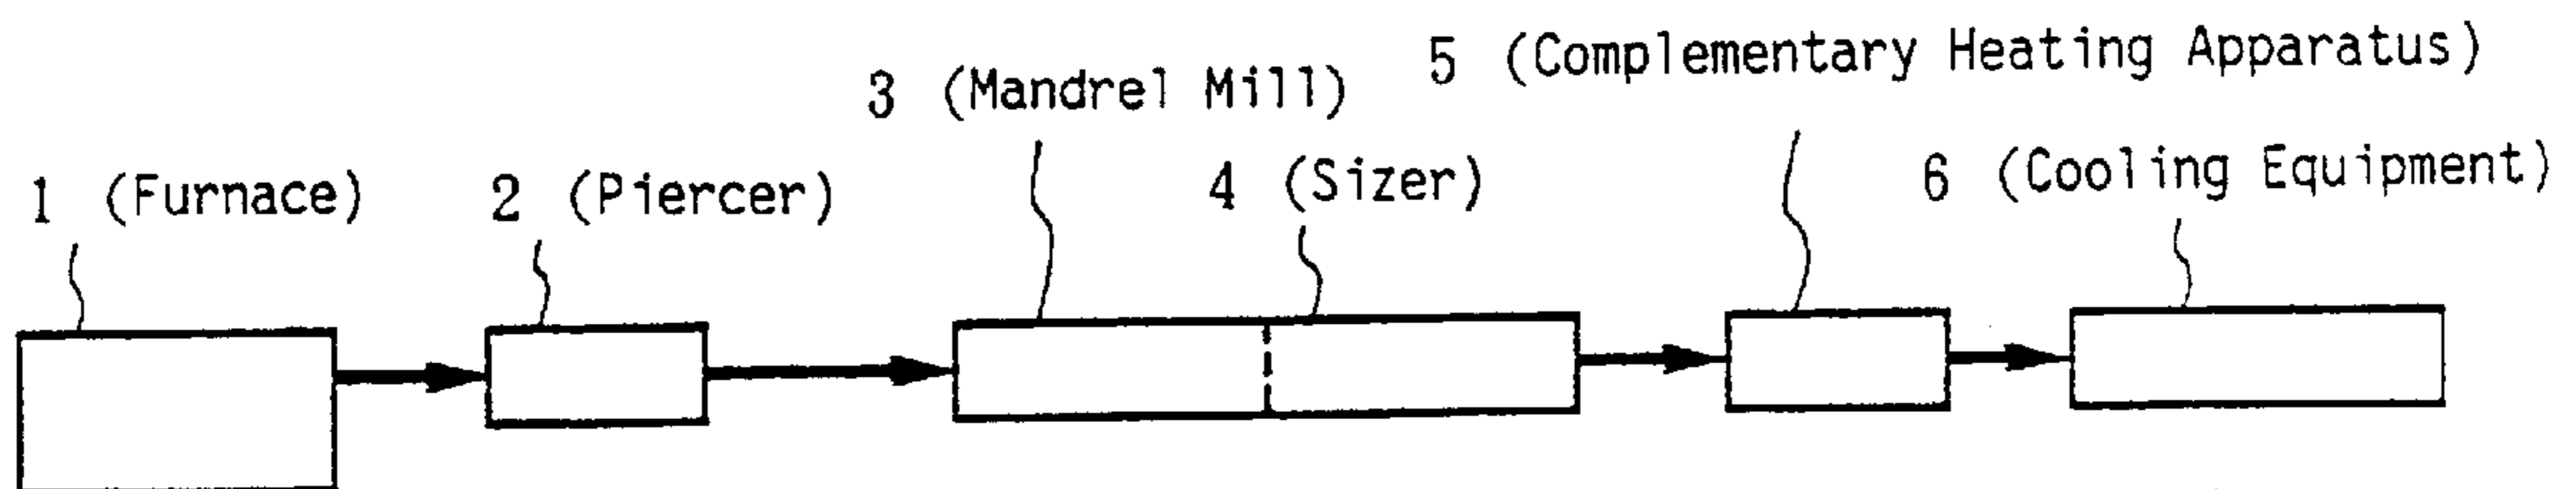 1 (Furnace)
2 (Piercer)
3 (Mandrel Mill)
4 (Sizer)
5 (Complementary Heating Apparatus)
6 (Cooling Equipment)